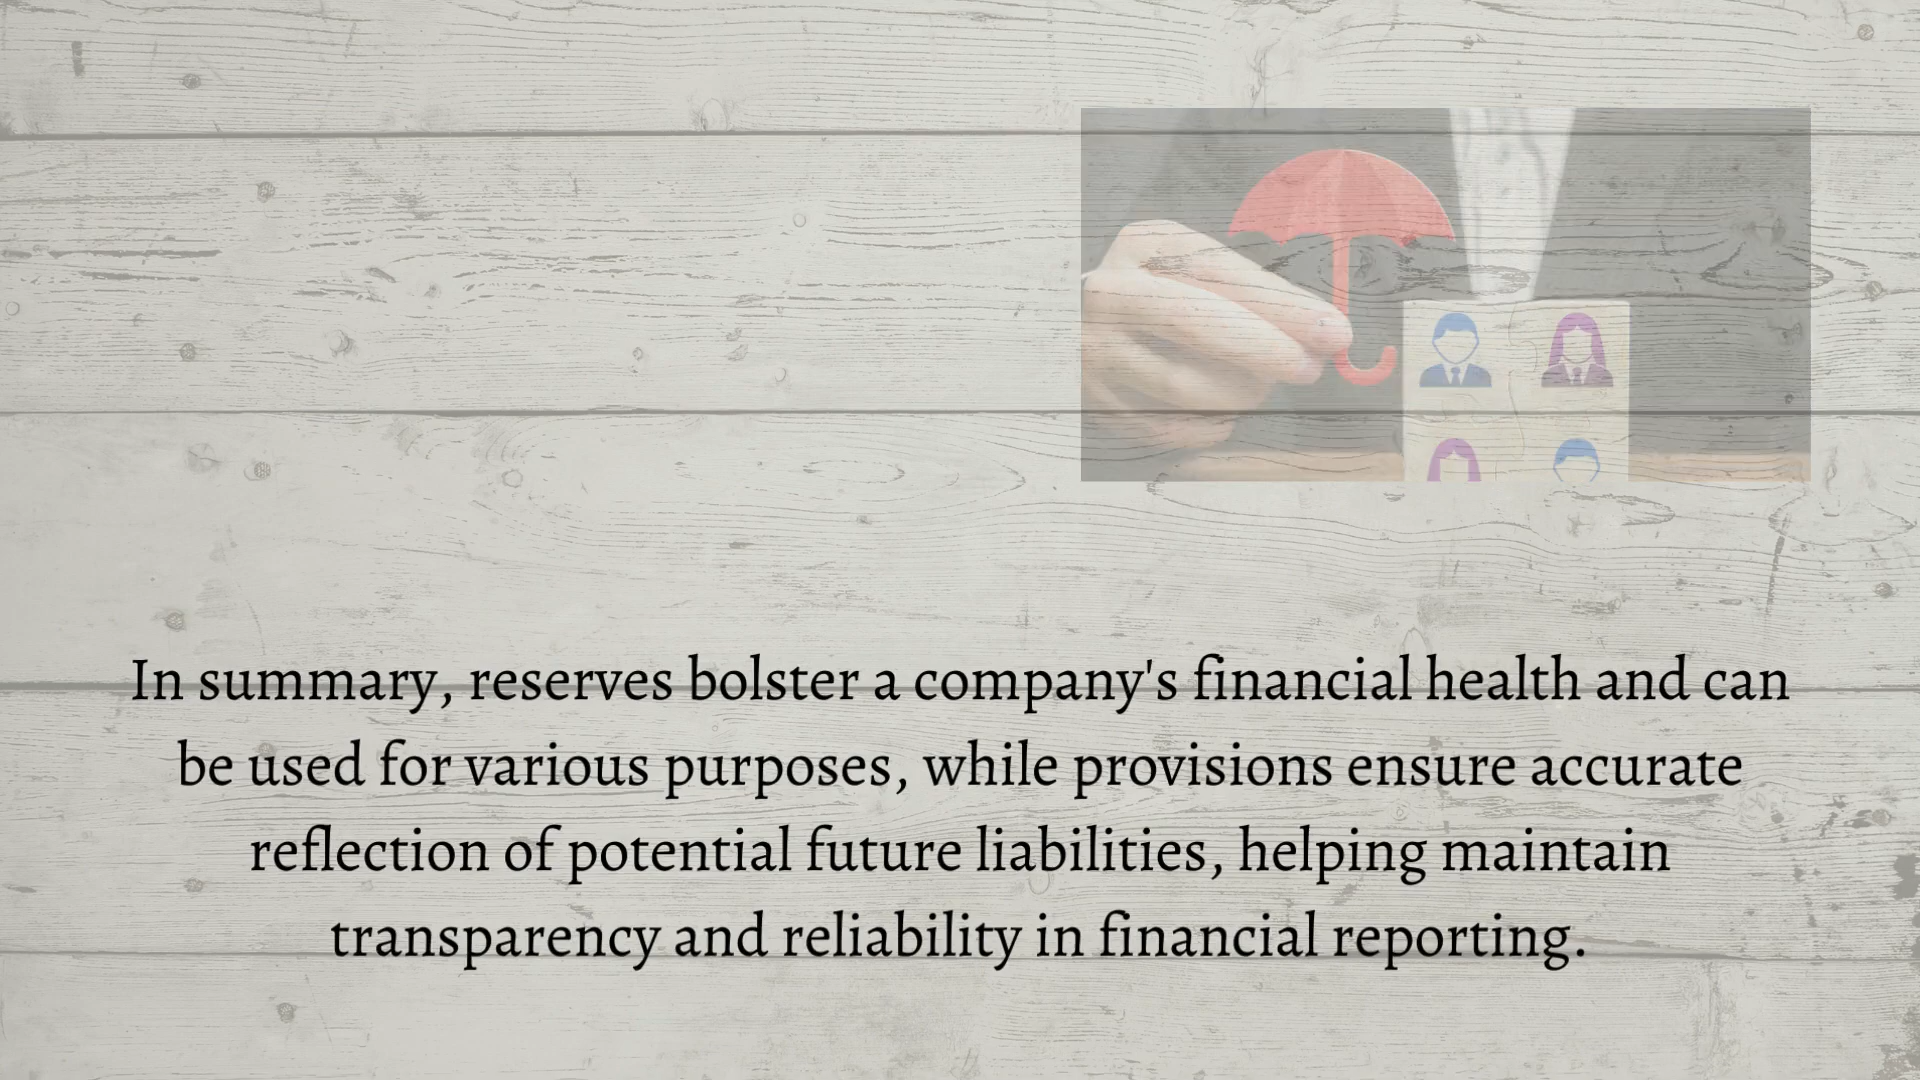 In summary, reserves bolster a company's financial health and can
be used for various purposes, while provisions ensure accurate
reflection of potential future liabilities, helping maintain
transparency and reliability in financial reporting.